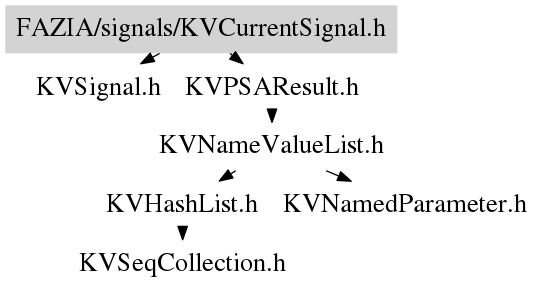 FAZIA/signals/KVCurrentSignal.h
KVSignal.h KVPSAResult.h
KVNameValueList.h
KVHashList.h KVNamedParameter.h
KVSeqCollection.h